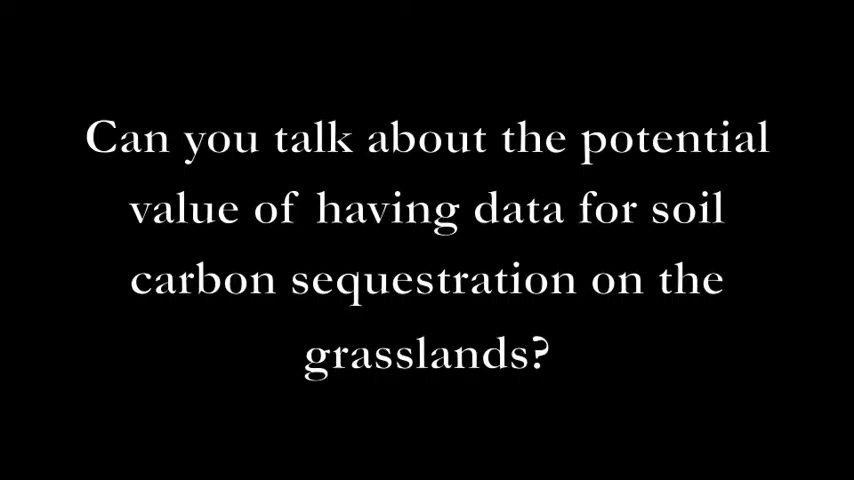 Can you talk about the potential
value of having data for soil
carbon sequestration on the
grasslands?